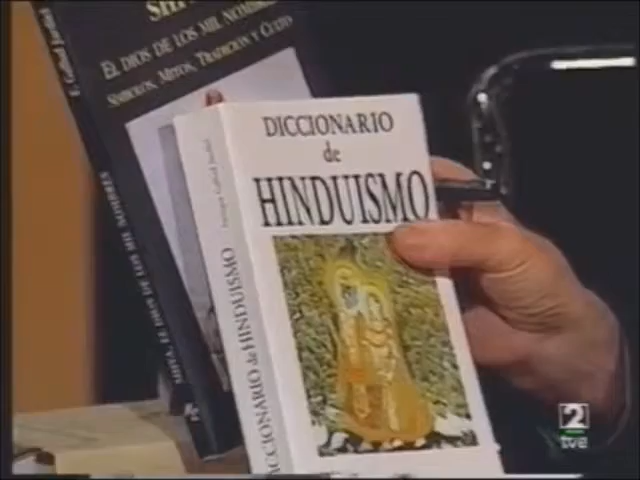 EL DIOS DE LOS MIL NOMBRES
SÍMBOLOS, MITOS, TRADICIÓN Y CULTO
SHIVA, EL DIOS DE LOS MIL NOMBRES
DICCIONARIO
de
HINDUISMO
DICCIONARIO de HINDUISMO
2
tve